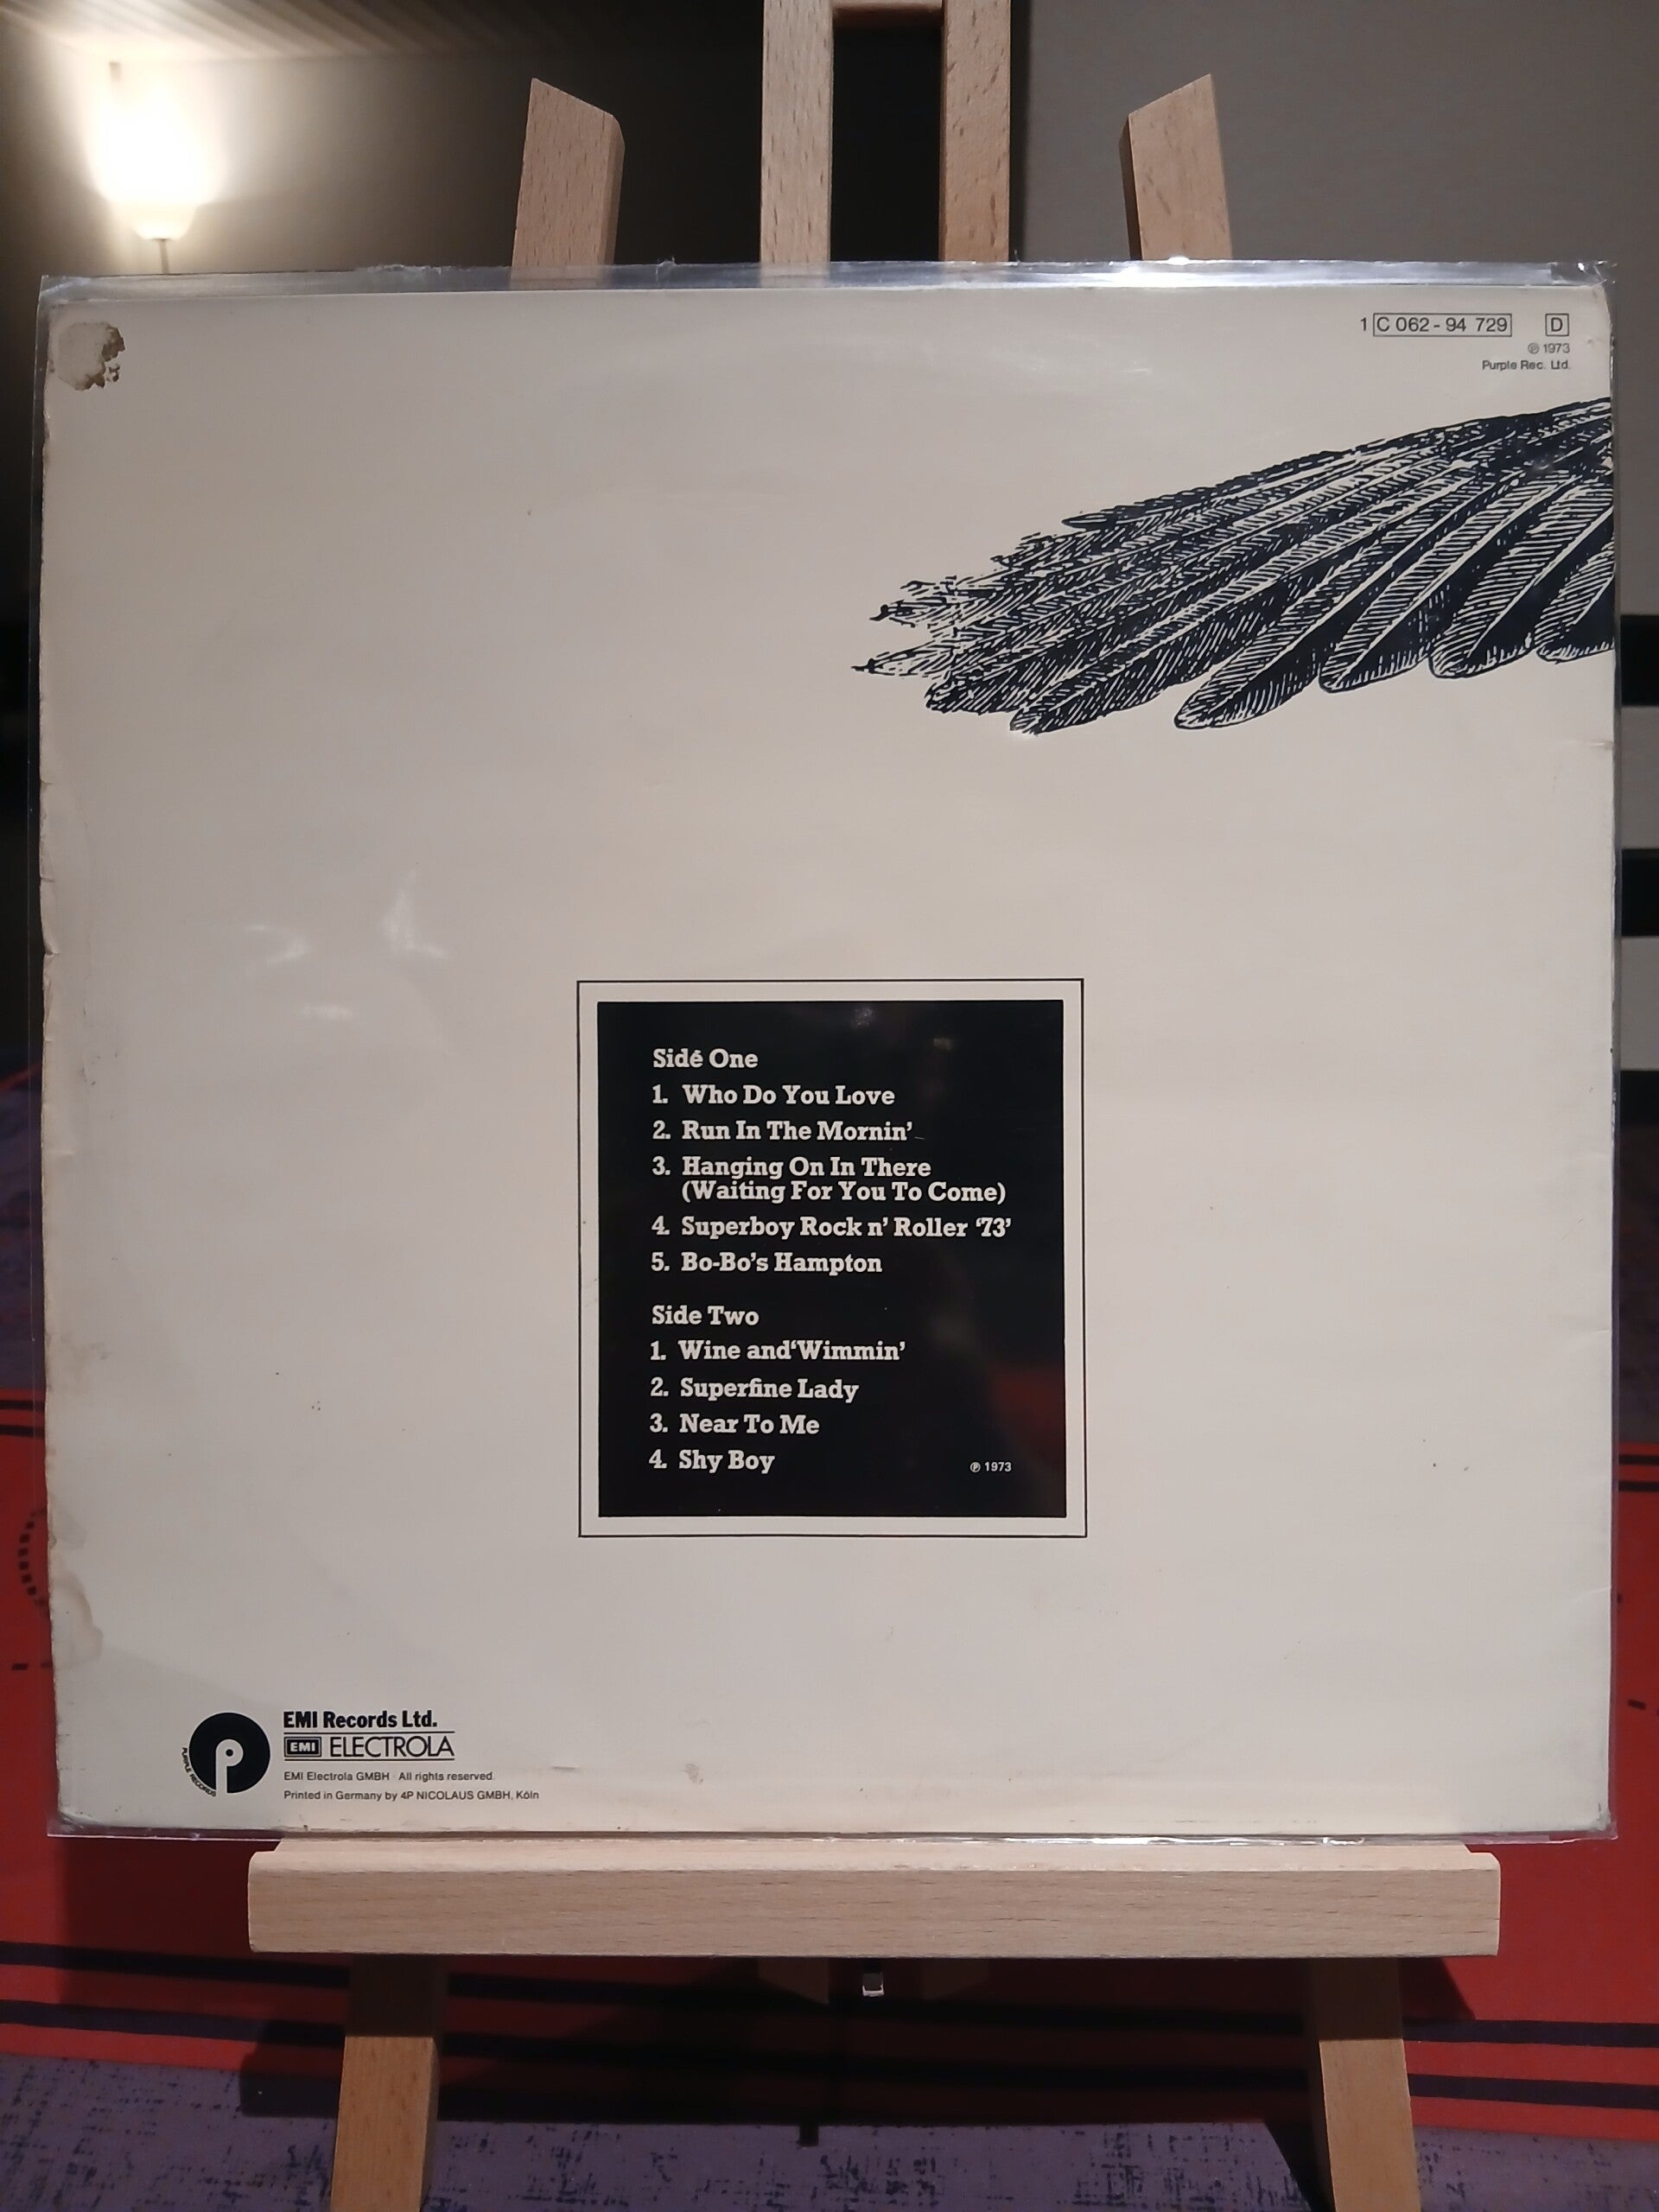 1 C 062-94 729 D
℗ 1973
Purple Rec. Ltd.
Side One
1. Who Do You Love
2. Run In The Mornin'
3. Hanging On In There
(Waiting For You To Come)
4. Superboy Rock n' Roller '73'
5. Bo-Bo's Hampton
Side Two
1. Wine and 'Wimmin'
2. Superfine Lady
3. Near To Me
4. Shy Boy
℗ 1973
PURPLE RECORDS
EMI Records Ltd.
EMI ELECTROLA
EMI Electrola GMBH · All rights reserved.
Printed in Germany by 4P NICOLAUS GMBH, Köln